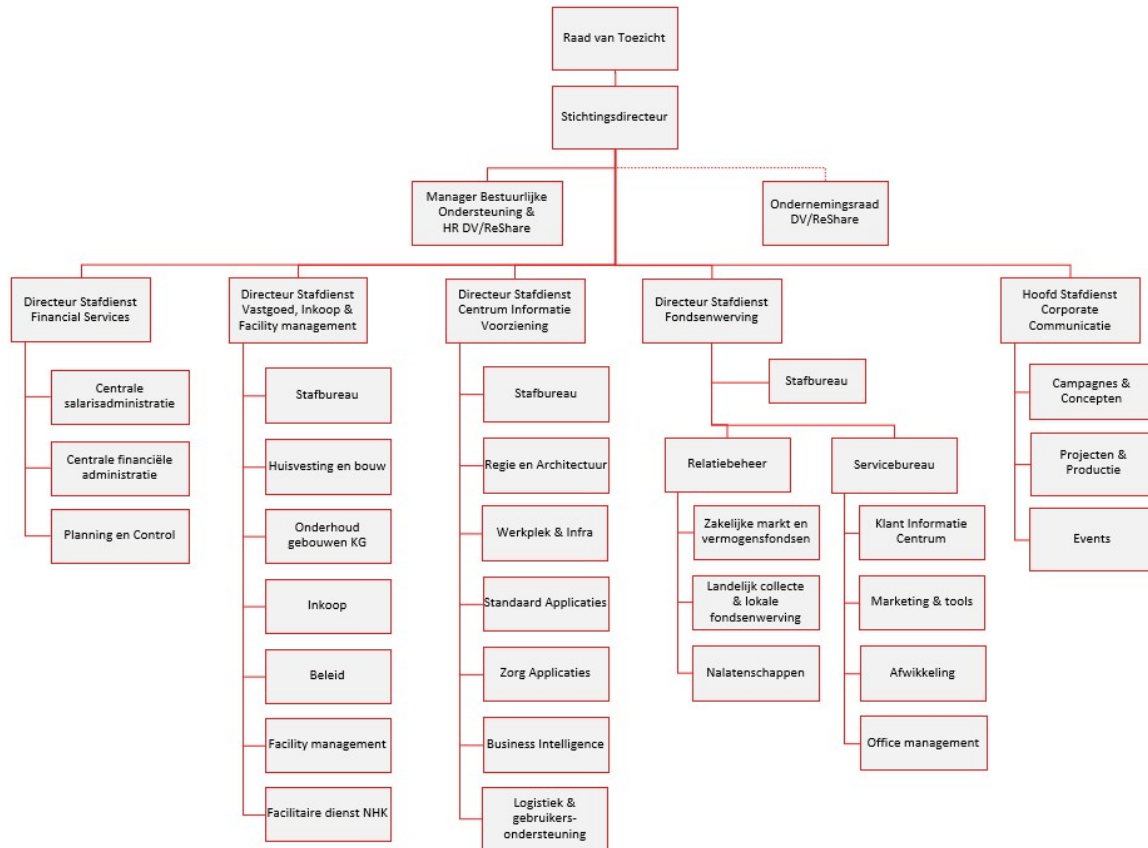 Raad van Toezicht
Stichtingsdirecteur
Manager Bestuurlijke
Ondersteuning &
HR DV/ReShare
Ondernemingsraad
DV/ReShare
Directeur Stafdienst
Financial Services
Centrale
salarisadministratie
Centrale financiële
administratie
Planning en Control
Directeur Stafdienst
Vastgoed, Inkoop &
Facility management
Stafbureau
Huisvesting en bouw
Onderhoud
gebouwen KG
Inkoop
Beleid
Facility management
Facilitaire dienst NHK
Directeur Stafdienst
Centrum Informatie
Voorziening
Stafbureau
Regie en Architectuur
Werkplek & Infra
Standaard Applicaties
Zorg Applicaties
Business Intelligence
Logistiek &
gebruikers-
ondersteuning
Directeur Stafdienst
Fondsenwerving
Stafbureau
Relatiebeheer
Zakelijke markt en
vermogensfondsen
Landelijk collecte
& lokale
fondsenwerving
Nalatenschappen
Servicebureau
Klant Informatie
Centrum
Marketing & tools
Afwikkeling
Office management
Hoofd Stafdienst
Corporate
Communicatie
Campagnes &
Concepten
Projecten &
Productie
Events